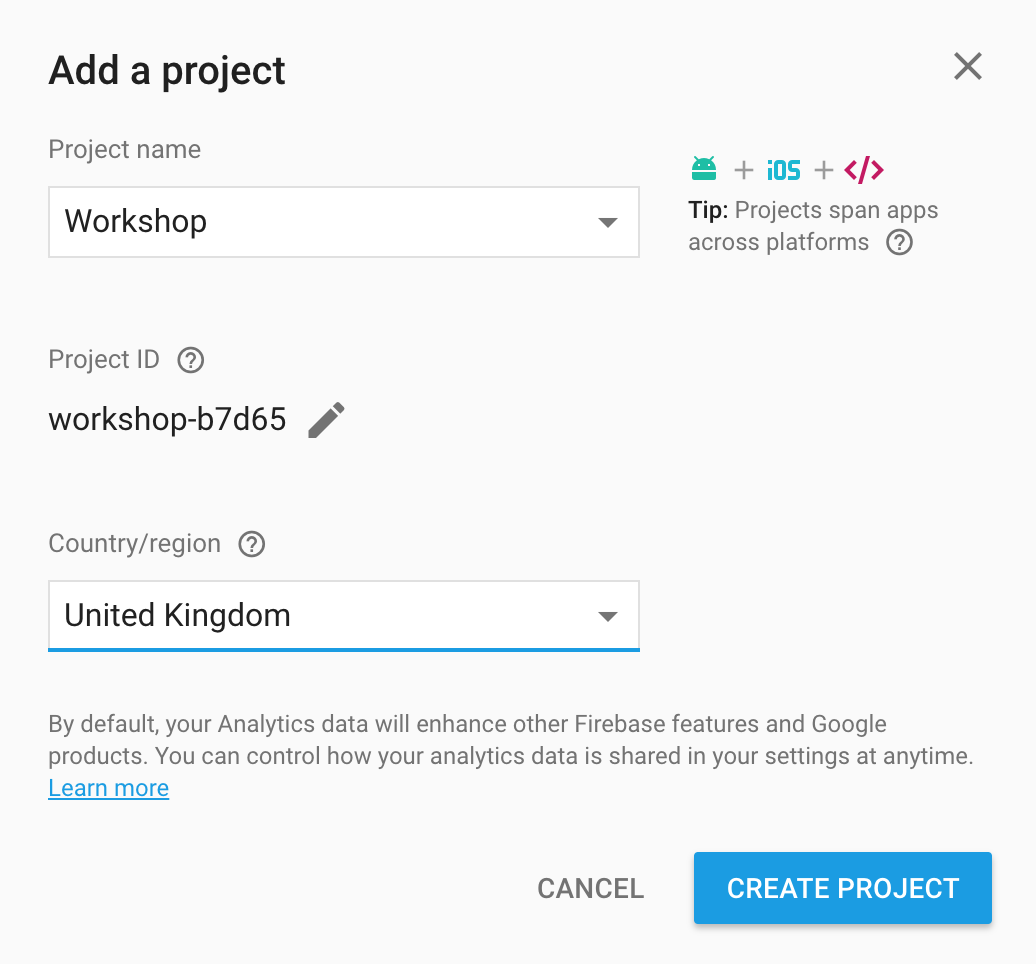 Add a project
Project name
Workshop
iOS
Tip: Projects span apps
across platforms
Project ID
workshop-b7d65
Country/region
United Kingdom
By default, your Analytics data will enhance other Firebase features and Google
products. You can control how your analytics data is shared in your settings at anytime.
Learn more
CANCEL
CREATE PROJECT